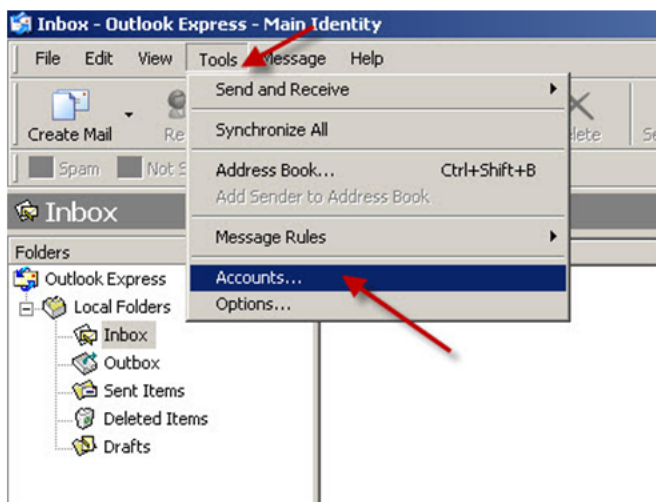 Inbox - Outlook Express - Main Identity
File Edit View Tools Message Help
Send and Receive
Create Mail
Synchronize All
Spam
Address Book... Ctrl+Shift+B
Add Sender to Address Book
Inbox
Message Rules
Folders
Outlook Express
Accounts...
Local Folders
Options...
Inbox
Outbox
Sent Items
Deleted Items
Drafts